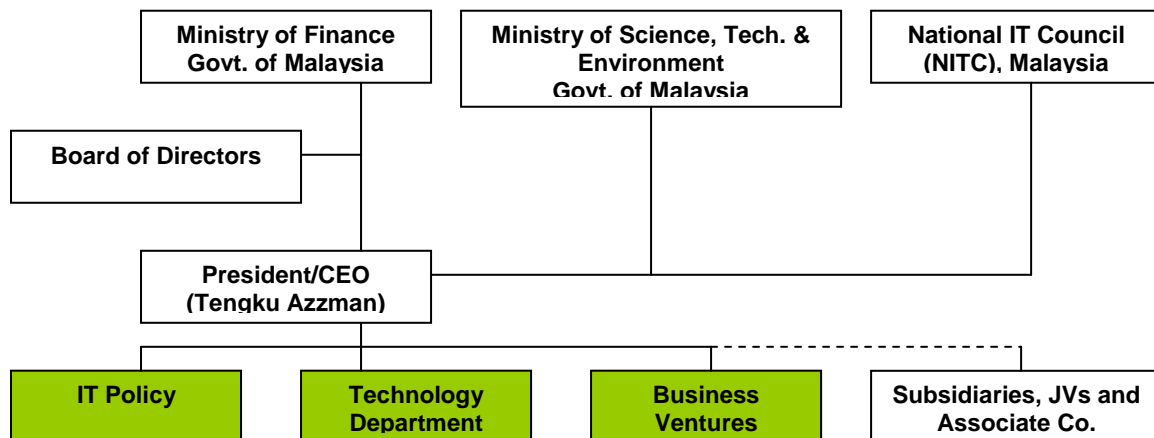 Ministry of Finance
Govt. of Malaysia
Ministry of Science, Tech. &
Environment
Govt. of Malaysia
National IT Council
(NITC), Malaysia
Board of Directors
President/CEO
(Tengku Azzman)
IT Policy
Technology
Department
Business
Ventures
Subsidiaries, JVs and
Associate Co.